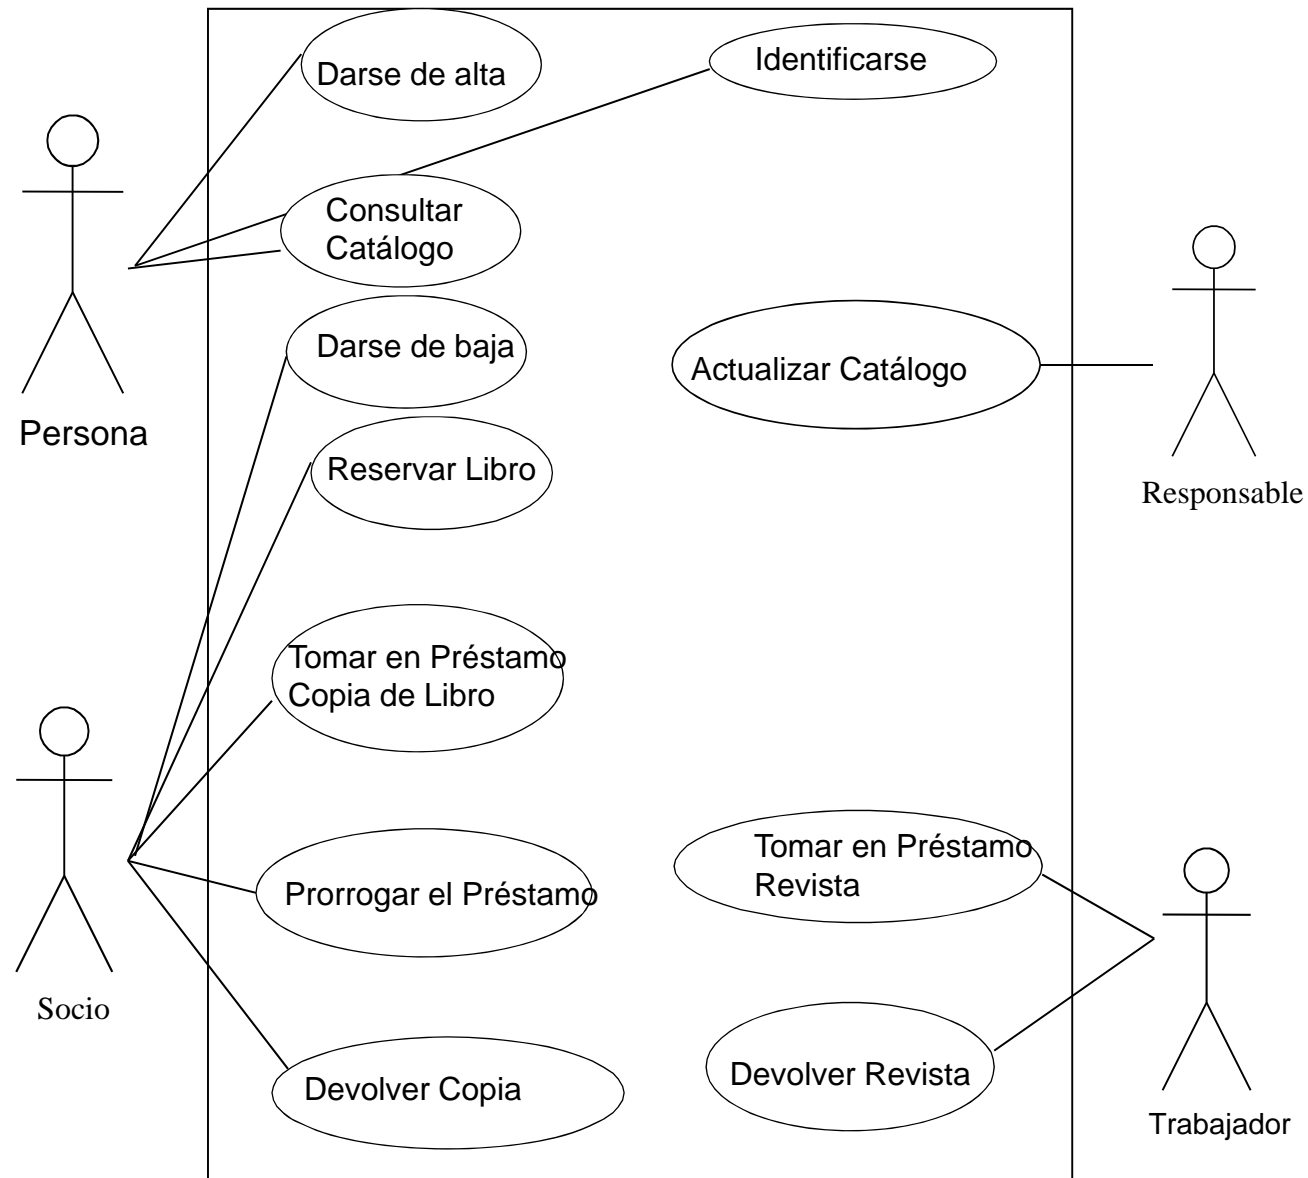 Darse de alta
Identificarse
Consultar
Catálogo
Persona
Darse de baja
Actualizar Catálogo
Reservar Libro
Responsable
Tomar en Préstamo
Copia de Libro
Socio
Prorrogar el Préstamo
Tomar en Préstamo
Revista
Devolver Copia
Devolver Revista
Trabajador